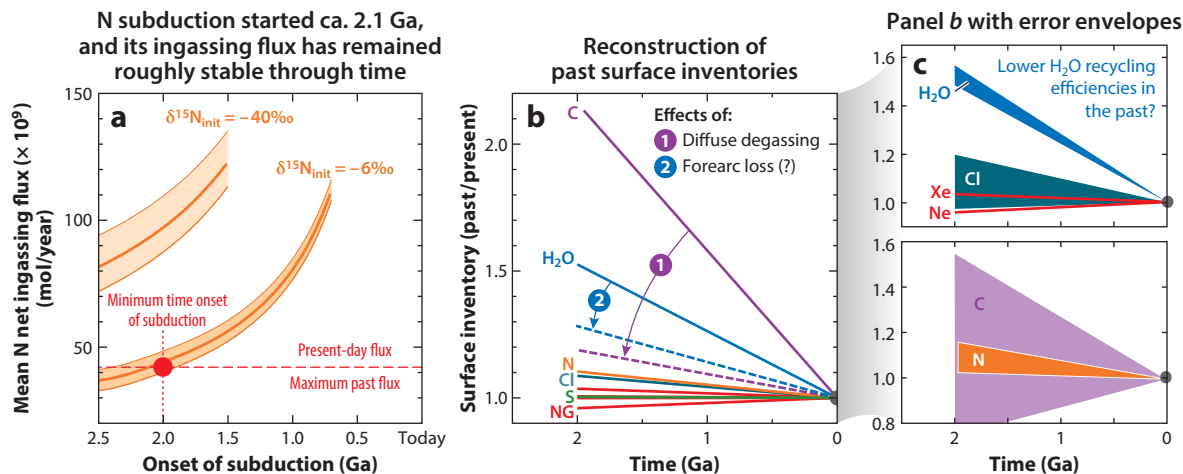 N subduction started ca. 2.1 Ga,
and its ingassing flux has remained
roughly stable through time
150
100
50
Mean N net ingassing flux (× 10⁹)
(mol/year)
a
δ¹⁵Ninit = –40‰
δ¹⁵Ninit = –6‰
Minimum time onset
of subduction
Present-day flux
Maximum past flux
2.5
2.0
1.5
1.0
0.5
Today
Onset of subduction (Ga)
Reconstruction of
past surface inventories
2.0
1.5
1.0
Surface inventory (past/present)
b
C
Effects of:
1 Diffuse degassing
2 Forearc loss (?)
H₂O
1
2
N
Cl
S
NG
2
1
0
Time (Ga)
Panel b with error envelopes
1.6
1.4
1.2
1.0
c
H₂O
Lower H₂O recycling
efficiencies in
the past?
Cl
Xe
Ne
1.6
1.4
1.2
1.0
0.8
C
N
2
1
0
Time (Ga)